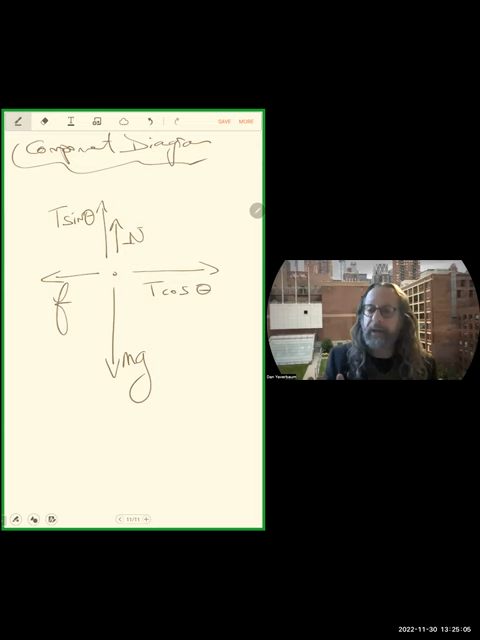 T
SAVE MORE
Component Diagram
Tsinθ
N
f
Tcosθ
mg
Dan Yaverbaum
11/11
2022-11-30 13:25:05